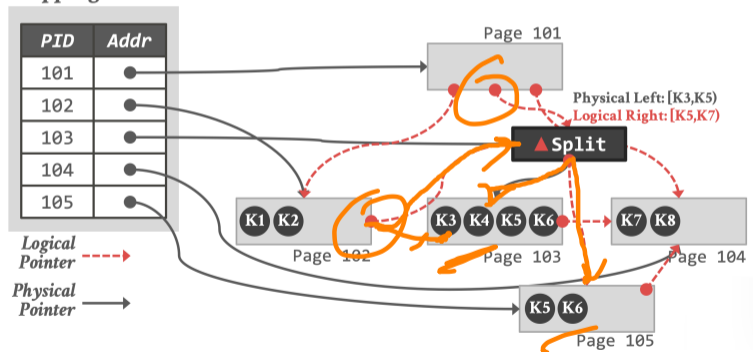 PID Addr
101
102
103
104
105
Logical
Pointer
Physical
Pointer
Page 101
Physical Left: [K3,K5)
Logical Right: [K5,K7)
▲Split
K1 K2
Page 102
K3 K4 K5 K6
Page 103
K7 K8
Page 104
K5 K6
Page 105